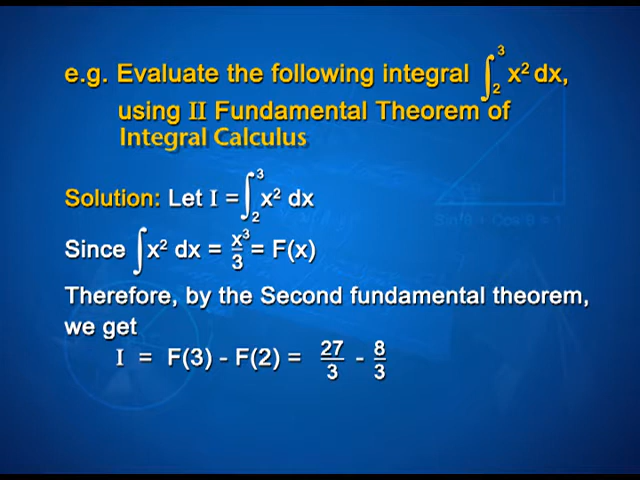 e.g. Evaluate the following integral ∫₂³ x² dx,
using II Fundamental Theorem of
Integral Calculus
Solution: Let I = ∫₂³ x² dx
Since ∫x² dx = x³/3 = F(x)
Therefore, by the Second fundamental theorem,
we get
I = F(3) - F(2) = 27/3 - 8/3